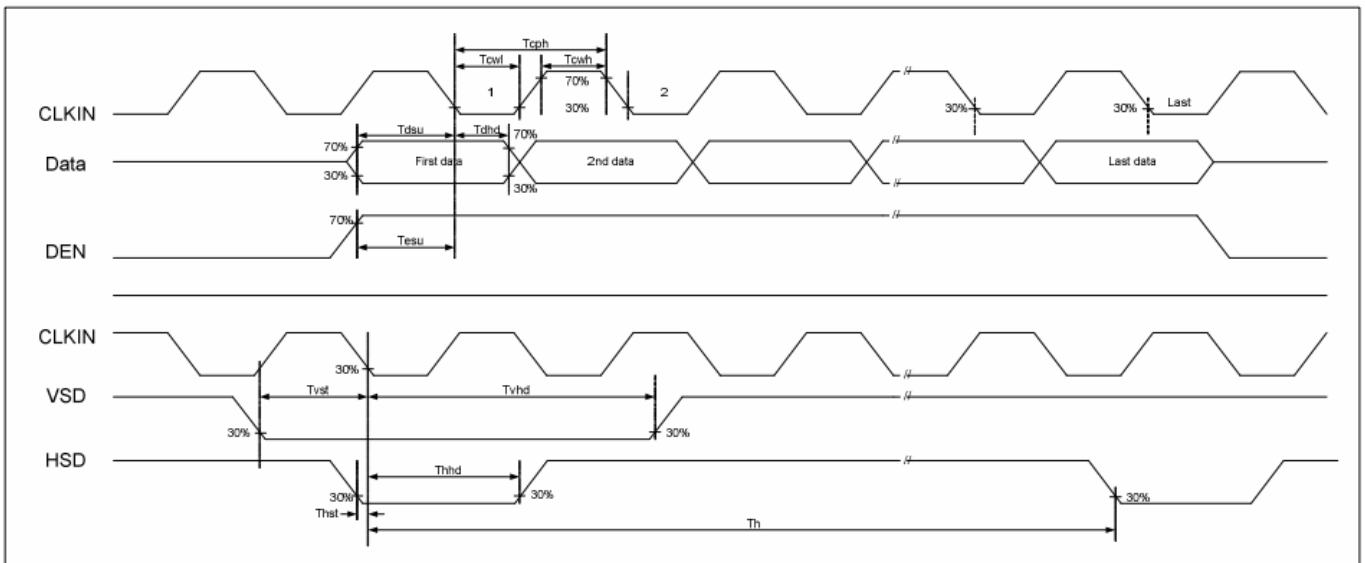 Tcph
Tcwl Tcwh
1 70% 2 //
CLKIN 30% 30% 30% Last
Tdsu Tdhd
70% 70% //
Data First data 2nd data Last data
30% 30%
70% //
DEN Tesu
CLKIN
30% //
VSD Tvst Tvhd //
30% 30%
HSD Thhd //
30% 30% 30%
Thst
Th